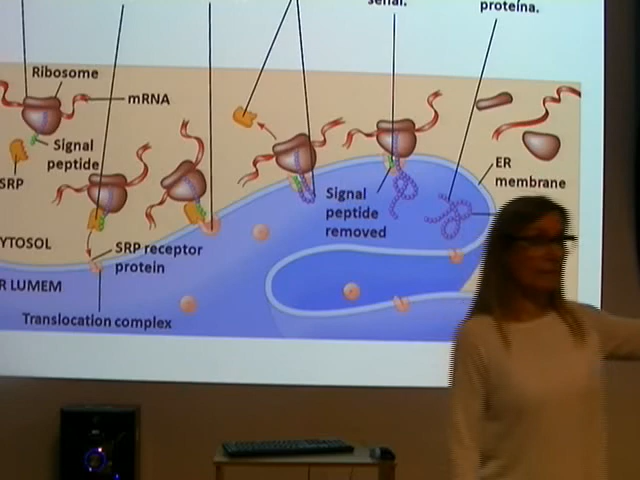 señal.
proteína.
Ribosome
mRNA
Signal
peptide
SRP
ER
membrane
Signal
peptide
removed
YTOSOL
SRP receptor
protein
R LUMEM
Translocation complex